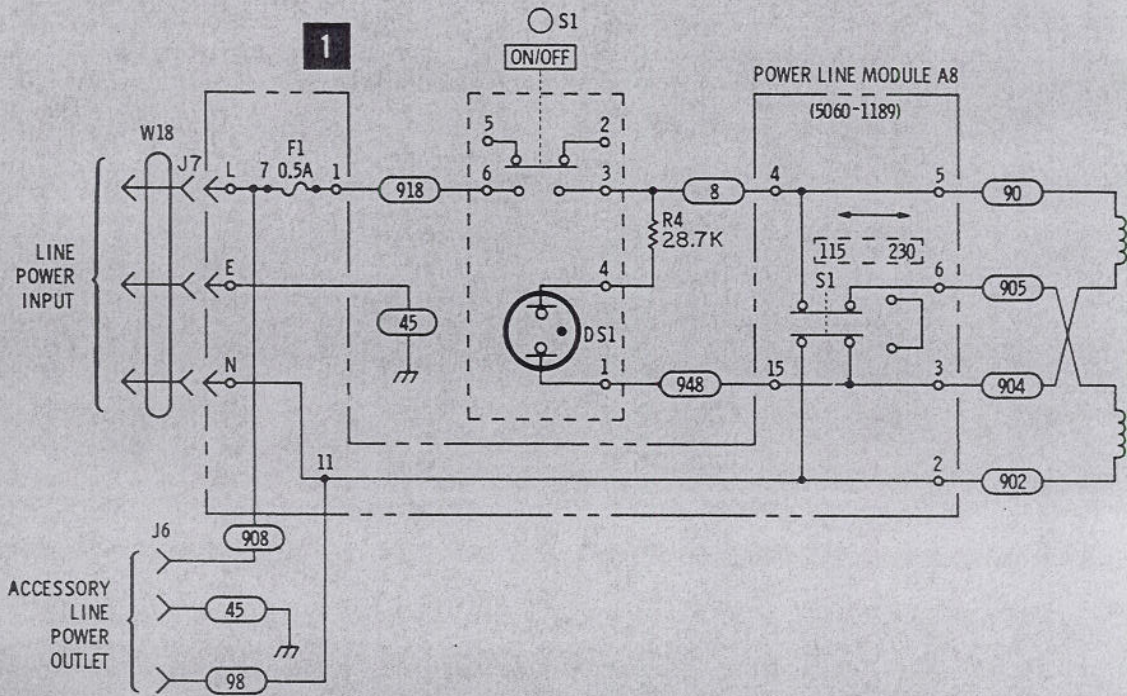 1
S1
ON/OFF
POWER LINE MODULE A8
(5060-1189)
W18
J7
L
7
F1
0.5A
1
918
5
2
6
3
8
4
5
90
R4
28.7K
115
230
S1
6
905
LINE
POWER
INPUT
E
45
4
DS1
N
1
948
15
3
904
11
2
902
J6
908
ACCESSORY
LINE
POWER
OUTLET
45
98